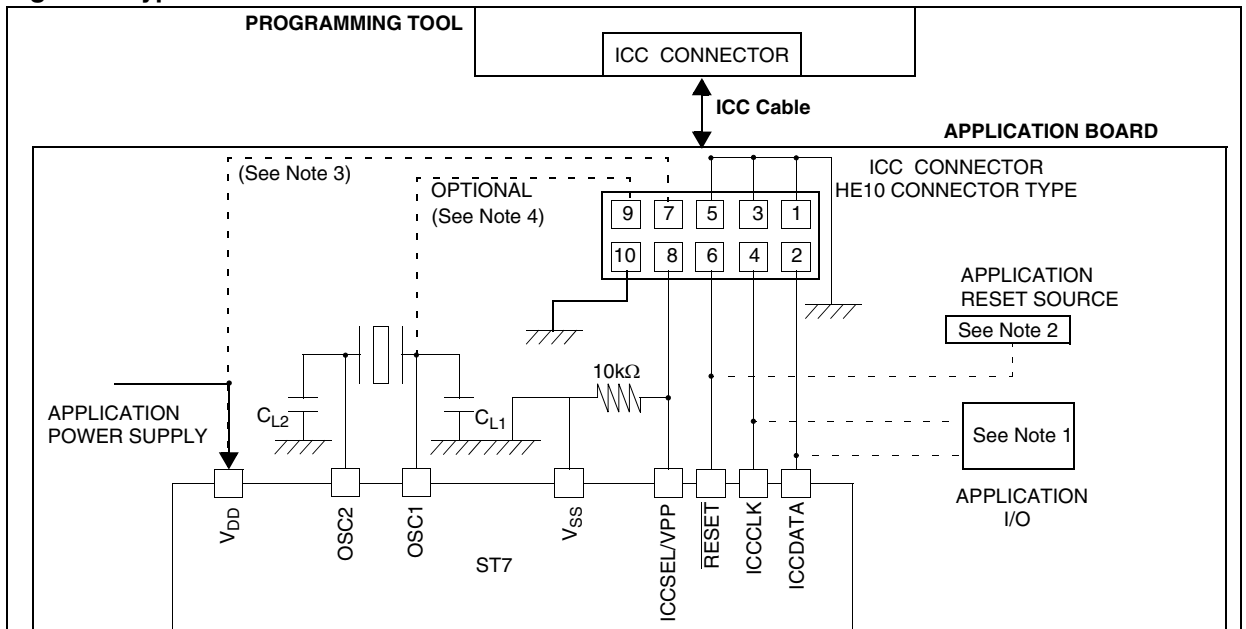 PROGRAMMING TOOL
ICC CONNECTOR
ICC Cable
APPLICATION BOARD
ICC CONNECTOR
HE10 CONNECTOR TYPE
(See Note 3)
OPTIONAL
(See Note 4)
9 7 5 3 1
10 8 6 4 2
APPLICATION
RESET SOURCE
See Note 2
10kΩ
APPLICATION
POWER SUPPLY
CL2
CL1
See Note 1
APPLICATION
I/O
VDD
OSC2
OSC1
VSS
ICCSEL/VPP
RESET
ICCCLK
ICCDATA
ST7